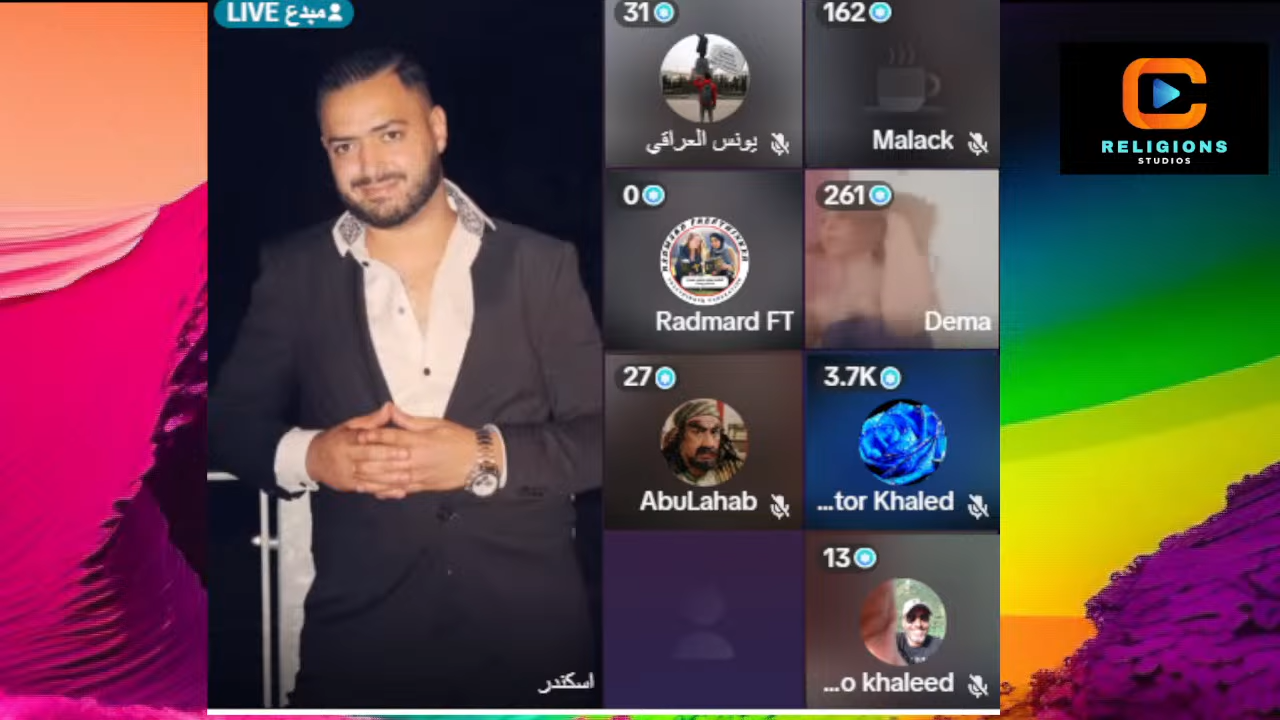 LIVE مبدع
31
162
يونس العراقي
Malack
0
261
Radmard FT
Dema
27
3.7K
AbuLahab
...tor Khaled
13
...o khaleed
اسكندر
RELIGIONS
STUDIOS